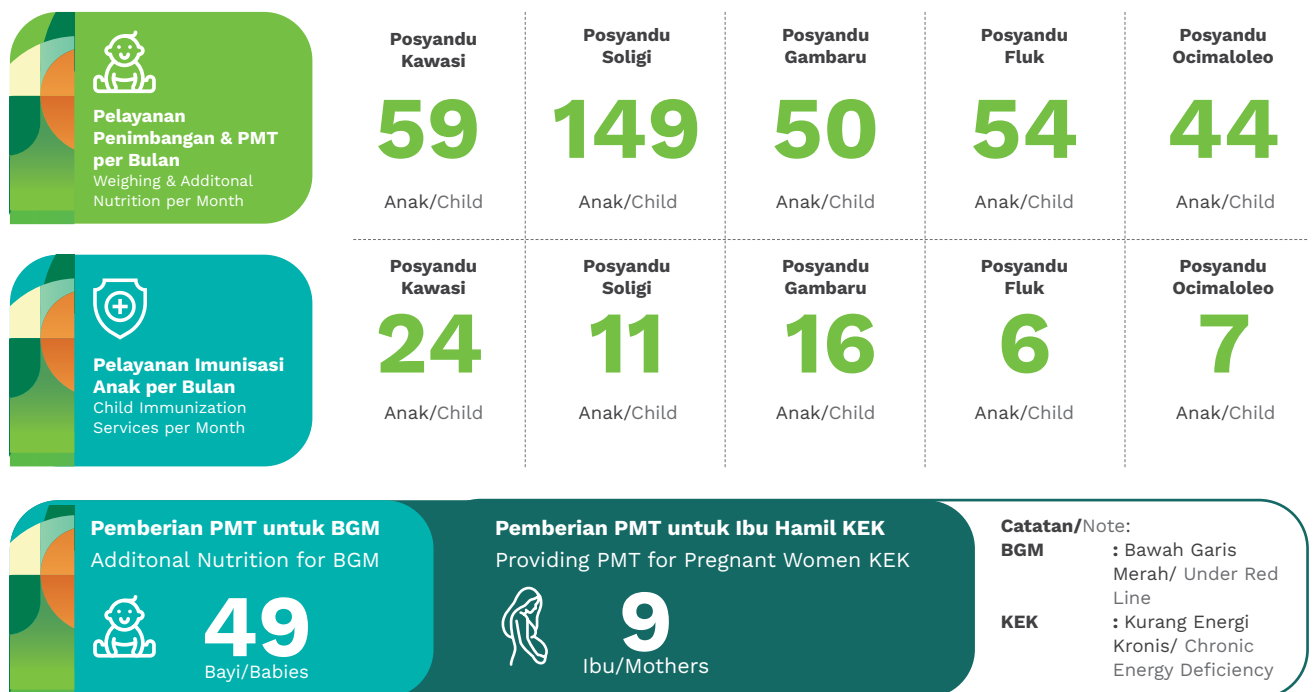 Pelayanan
Penimbangan & PMT
per Bulan
Weighing & Additonal
Nutrition per Month
Posyandu
Kawasi
59
Anak/Child
Posyandu
Soligi
149
Anak/Child
Posyandu
Gambaru
50
Anak/Child
Posyandu
Fluk
54
Anak/Child
Posyandu
Ocimaloleo
44
Anak/Child
Pelayanan Imunisasi
Anak per Bulan
Child Immunization
Services per Month
Posyandu
Kawasi
24
Anak/Child
Posyandu
Soligi
11
Anak/Child
Posyandu
Gambaru
16
Anak/Child
Posyandu
Fluk
6
Anak/Child
Posyandu
Ocimaloleo
7
Anak/Child
Pemberian PMT untuk BGM
Additonal Nutrition for BGM
49
Bayi/Babies
Pemberian PMT untuk Ibu Hamil KEK
Providing PMT for Pregnant Women KEK
9
Ibu/Mothers
Catatan/Note:
BGM : Bawah Garis
Merah/ Under Red
Line
KEK : Kurang Energi
Kronis/ Chronic
Energy Deficiency